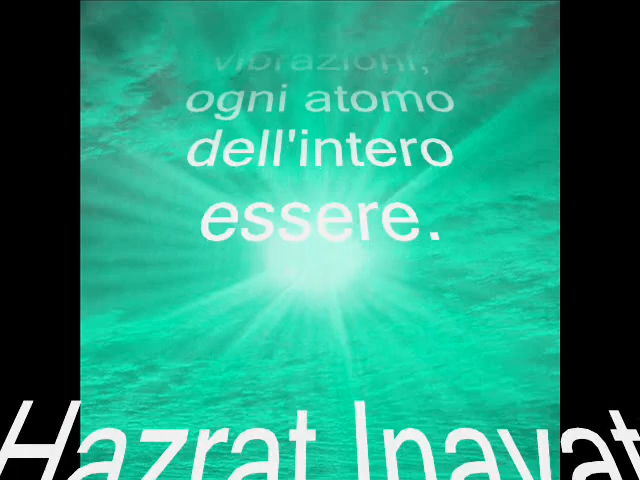 vibrazioni,
ogni atomo
dell'intero
essere.
Hazrat Inayat